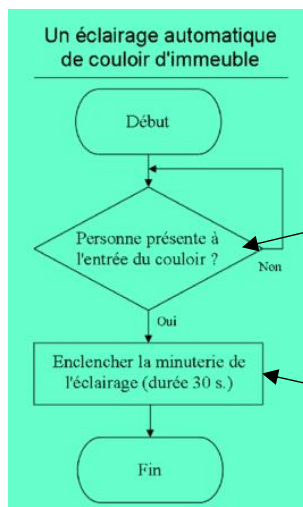 Un éclairage automatique
de couloir d'immeuble
Début
Personne présente à
l'entrée du couloir ?
Non
Oui
Enclencher la minuterie de
l'éclairage (durée 30 s.)
Fin